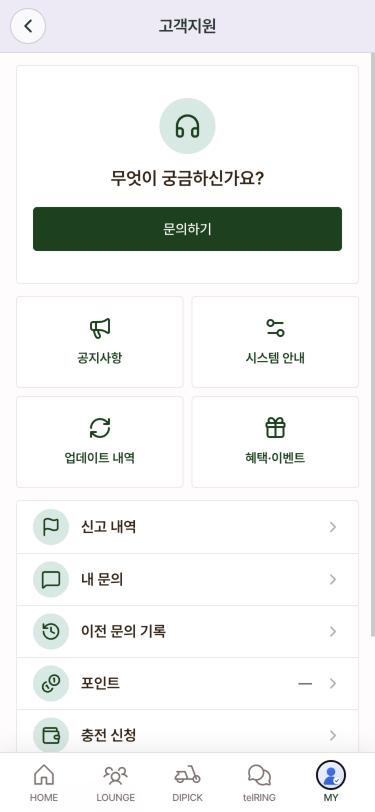 고객지원
무엇이 궁금하신가요?
문의하기
공지사항
시스템 안내
업데이트 내역
혜택·이벤트
신고 내역
내 문의
이전 문의 기록
포인트
—
충전 신청
HOME
LOUNGE
DIPICK
telRING
MY